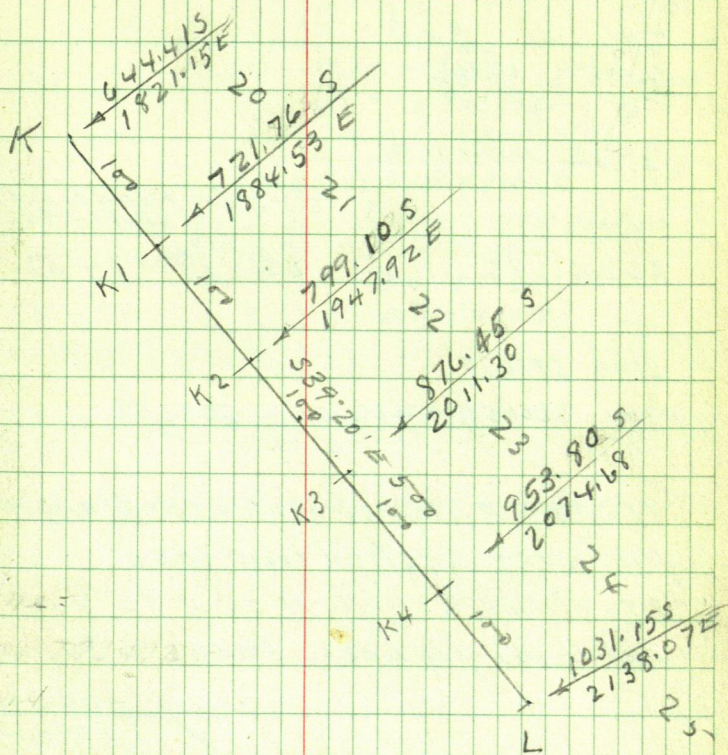 644.41S
1821.15E
20
K
100
721.76 S
1884.53 E
21
K1
100
799.10 S
1947.92 E
22
K2
S39°20'E 500
100
876.45 S
2011.30
23
K3
100
953.80 S
2074.68
24
K4
100
1031.15S
2138.07E
25
L